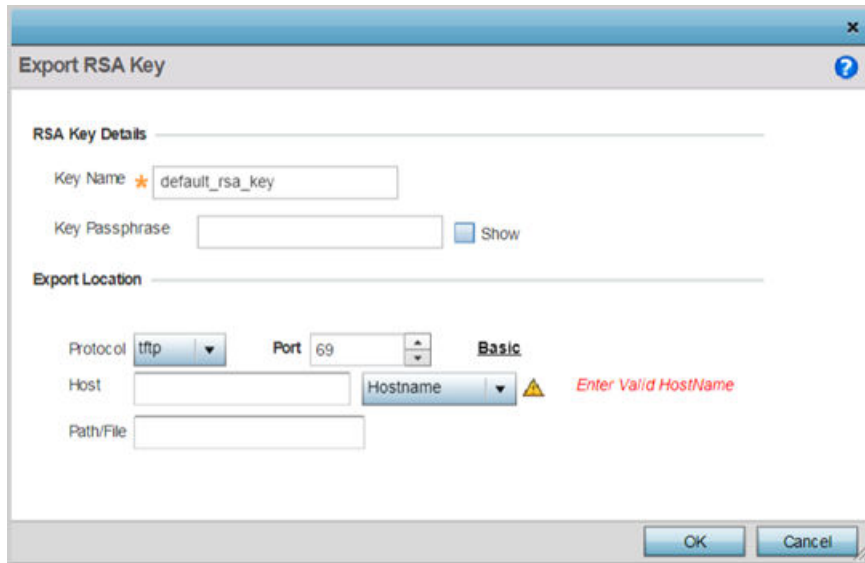 Export RSA Key
RSA Key Details
Key Name * default_rsa_key
Key Passphrase Show
Export Location
Protocol tftp Port 69 Basic
Host Hostname Enter Valid HostName
Path/File
OK Cancel